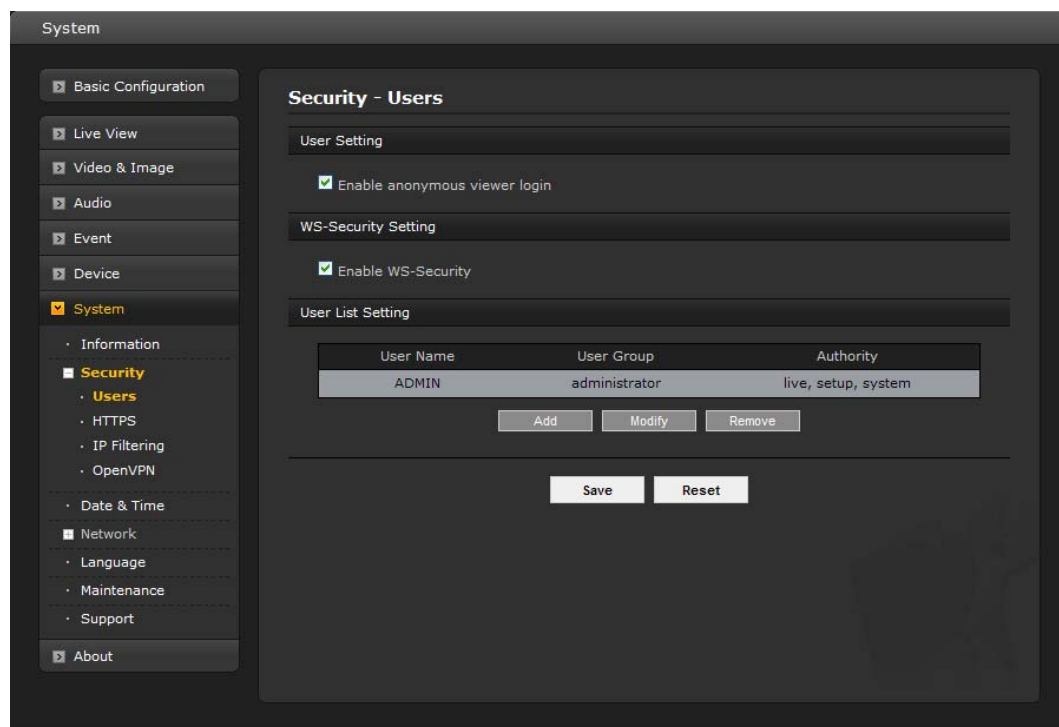 System
Basic Configuration
Live View
Video & Image
Audio
Event
Device
System
· Information
Security
· Users
· HTTPS
· IP Filtering
· OpenVPN
· Date & Time
Network
· Language
· Maintenance
· Support
About
Security - Users
User Setting
Enable anonymous viewer login
WS-Security Setting
Enable WS-Security
User List Setting
User Name User Group Authority
ADMIN administrator live, setup, system
Add Modify Remove
Save Reset